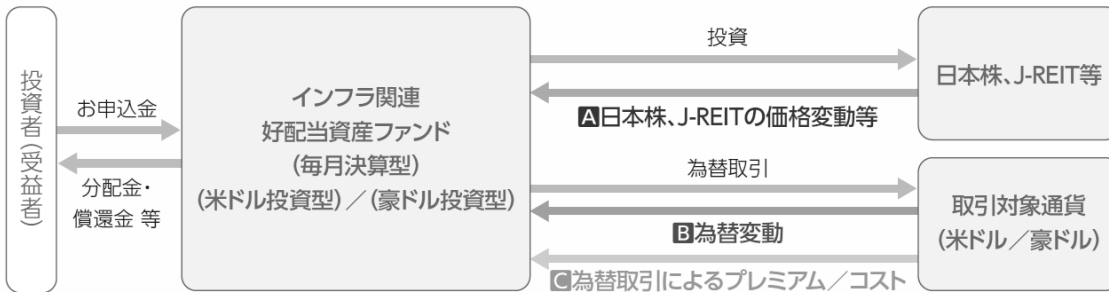 投資者(受益者)
お申込金
分配金・
償還金 等
インフラ関連
好配当資産ファンド
(毎月決算型)
(米ドル投資型)／(豪ドル投資型)
投資
A日本株、J-REITの価格変動等
為替取引
B為替変動
C為替取引によるプレミアム／コスト
日本株、J-REIT等
取引対象通貨
(米ドル／豪ドル)